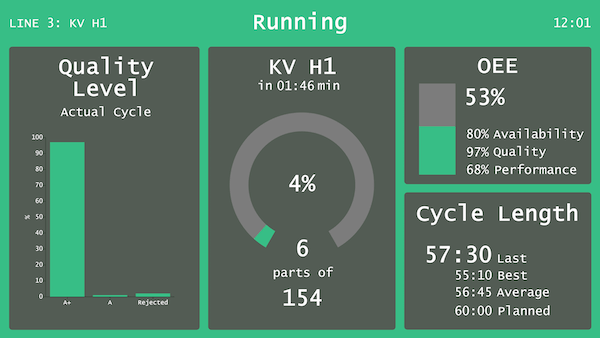 LINE 3: KV H1
Running
12:01
Quality
Level
Actual Cycle
100
90
80
70
60
50
40
30
20
10
0
%
A+
A
Rejected
KV H1
in 01:46 min
4%
6
parts of
154
OEE
53%
80% Availability
97% Quality
68% Performance
Cycle Length
57:30 Last
55:10 Best
56:45 Average
60:00 Planned